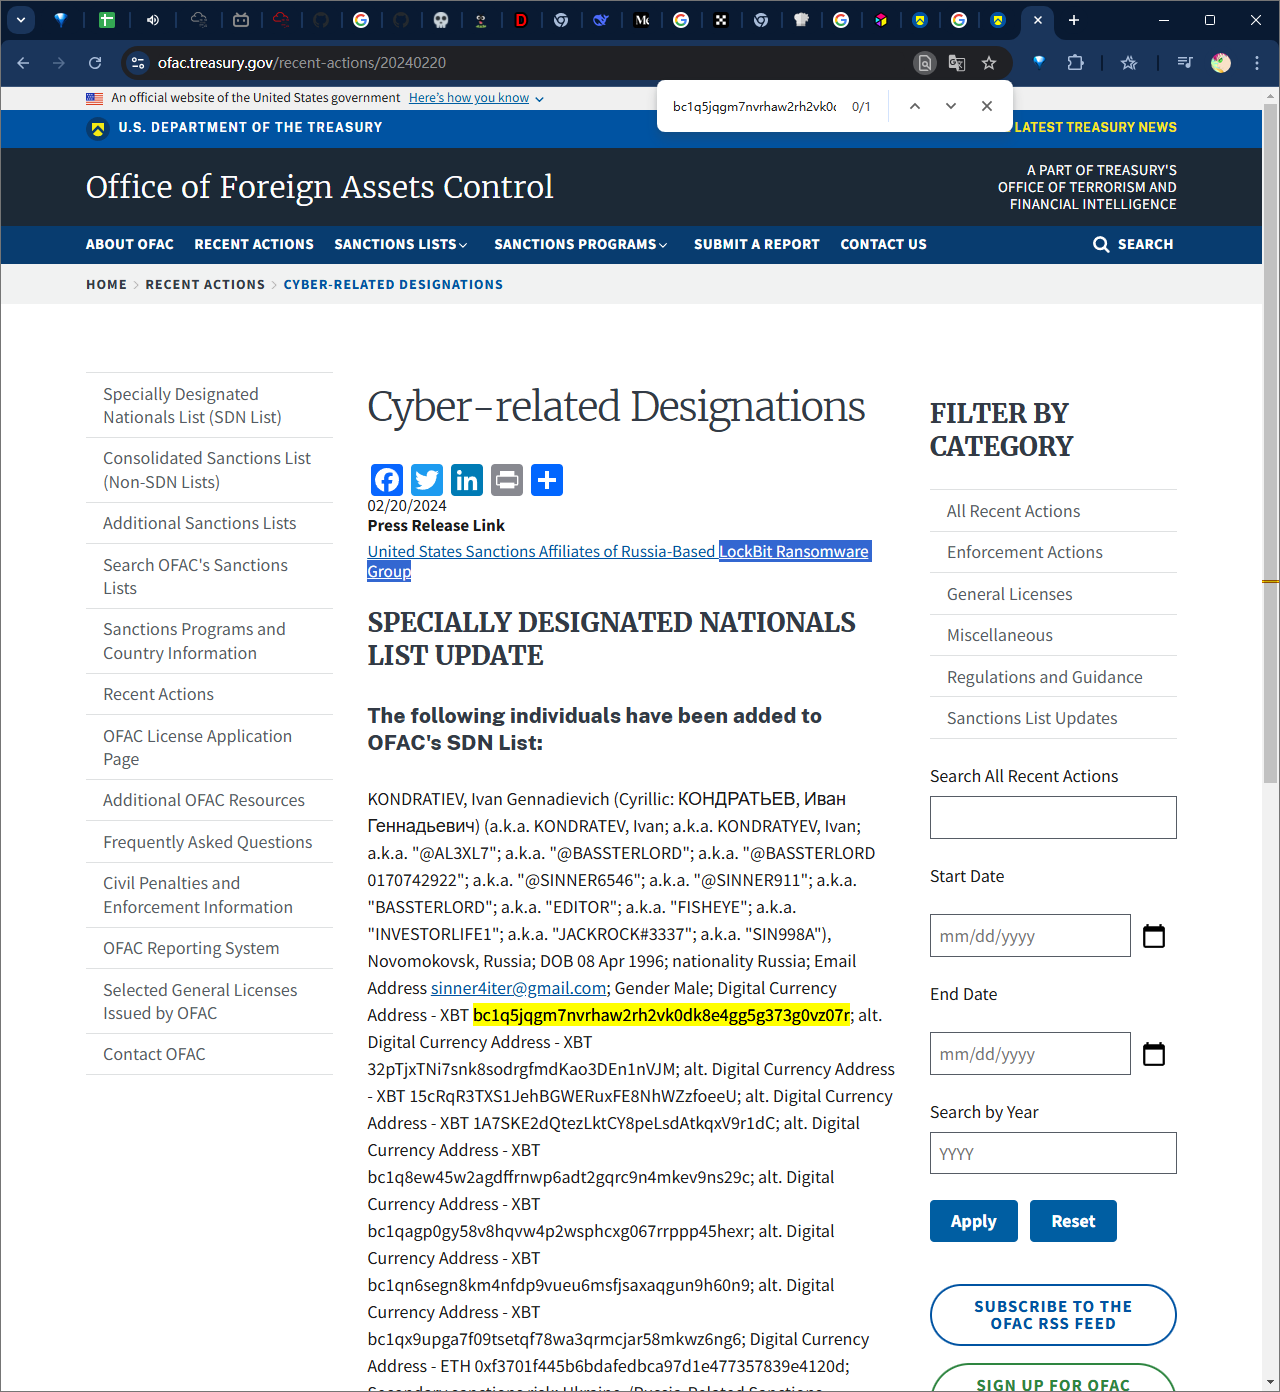 ofac.treasury.gov/recent-actions/20240220
bc1q5jqgm7nvrhaw2rh2vk0
0/1
An official website of the United States government Here's how you know
U.S. DEPARTMENT OF THE TREASURY
LATEST TREASURY NEWS
Office of Foreign Assets Control
A PART OF TREASURY'S
OFFICE OF TERRORISM AND
FINANCIAL INTELLIGENCE
ABOUT OFAC RECENT ACTIONS SANCTIONS LISTS SANCTIONS PROGRAMS SUBMIT A REPORT CONTACT US SEARCH
HOME > RECENT ACTIONS > CYBER-RELATED DESIGNATIONS
Specially Designated
Nationals List (SDN List)
Consolidated Sanctions List
(Non-SDN Lists)
Additional Sanctions Lists
Search OFAC's Sanctions
Lists
Sanctions Programs and
Country Information
Recent Actions
OFAC License Application
Page
Additional OFAC Resources
Frequently Asked Questions
Civil Penalties and
Enforcement Information
OFAC Reporting System
Selected General Licenses
Issued by OFAC
Contact OFAC
Cyber-related Designations
02/20/2024
Press Release Link
United States Sanctions Affiliates of Russia-Based LockBit Ransomware
Group
SPECIALLY DESIGNATED NATIONALS
LIST UPDATE
The following individuals have been added to
OFAC's SDN List:
KONDRATIEV, Ivan Gennadievich (Cyrillic: КОНДРАТЬЕВ, Иван
Геннадьевич) (a.k.a. KONDRATEV, Ivan; a.k.a. KONDRATYEV, Ivan;
a.k.a. "@AL3XL7"; a.k.a. "@BASSTERLORD"; a.k.a. "@BASSTERLORD
0170742922"; a.k.a. "@SINNER6546"; a.k.a. "@SINNER911"; a.k.a.
"BASSTERLORD"; a.k.a. "EDITOR"; a.k.a. "FISHEYE"; a.k.a.
"INVESTORLIFE1"; a.k.a. "JACKROCK#3337"; a.k.a. "SIN998A"),
Novomokovsk, Russia; DOB 08 Apr 1996; nationality Russia; Email
Address sinner4iter@gmail.com; Gender Male; Digital Currency
Address - XBT bc1q5jqgm7nvrhaw2rh2vk0dk8e4gg5g373g0vz07r; alt.
Digital Currency Address - XBT
32pTjxTNi7snk8sodrgfmdKao3DEn1nVJM; alt. Digital Currency Address
- XBT 15cRqR3TXS1JehBGWERuxFE8NhWZzfoeeU; alt. Digital Currency
Address - XBT 1A7SKE2dQtezLktCY8peLsdAtkqxV9r1dC; alt. Digital
Currency Address - XBT
bc1q8ew45w2agdffrnwp6adt2gqrc9n4mkev9ns29c; alt. Digital
Currency Address - XBT
bc1qagp0gy58v8hqvw4p2wsphcxg067rrppp45hexr; alt. Digital
Currency Address - XBT
bc1qn6segn8km4nfdp9vueu6msfjsaxaqgun9h60n9; alt. Digital
Currency Address - XBT
bc1qx9upga7f09tsetqf78wa3qrmcjar58mkwz6ng6; Digital Currency
Address - ETH 0xf3701f445b6bdafedbca97d1e477357839e4120d;
FILTER BY
CATEGORY
All Recent Actions
Enforcement Actions
General Licenses
Miscellaneous
Regulations and Guidance
Sanctions List Updates
Search All Recent Actions
Start Date
mm/dd/yyyy
End Date
mm/dd/yyyy
Search by Year
YYYY
Apply Reset
SUBSCRIBE TO THE
OFAC RSS FEED
SIGN UP FOR OFAC